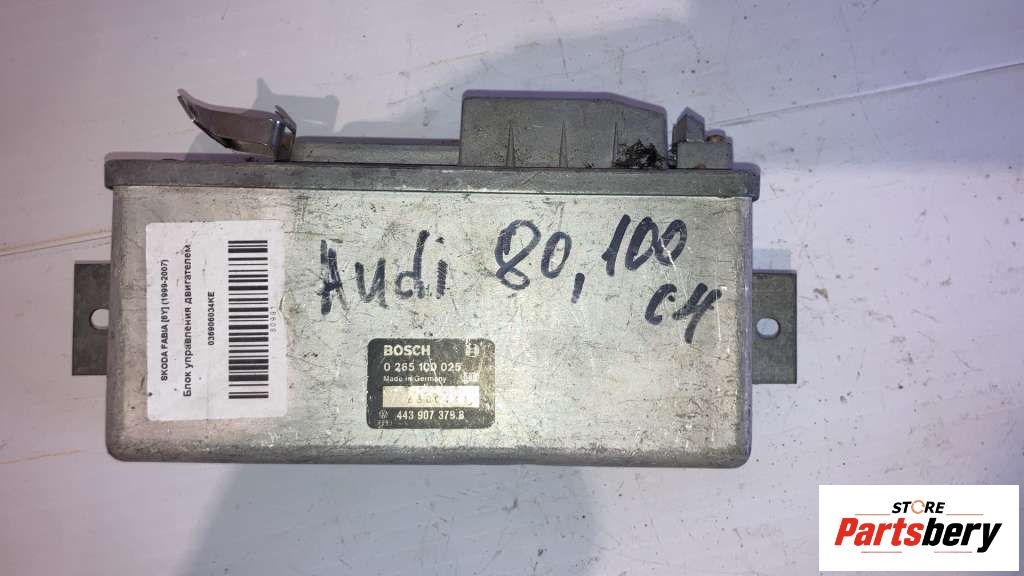 SKODA FABIA [6Y] (1999-2007)
Блок управления двигателем
036906034KE
Audi 80, 100
C4
BOSCH
0 265 100 025
Made in Germany
443 907 379 B
STORE
Partsbery